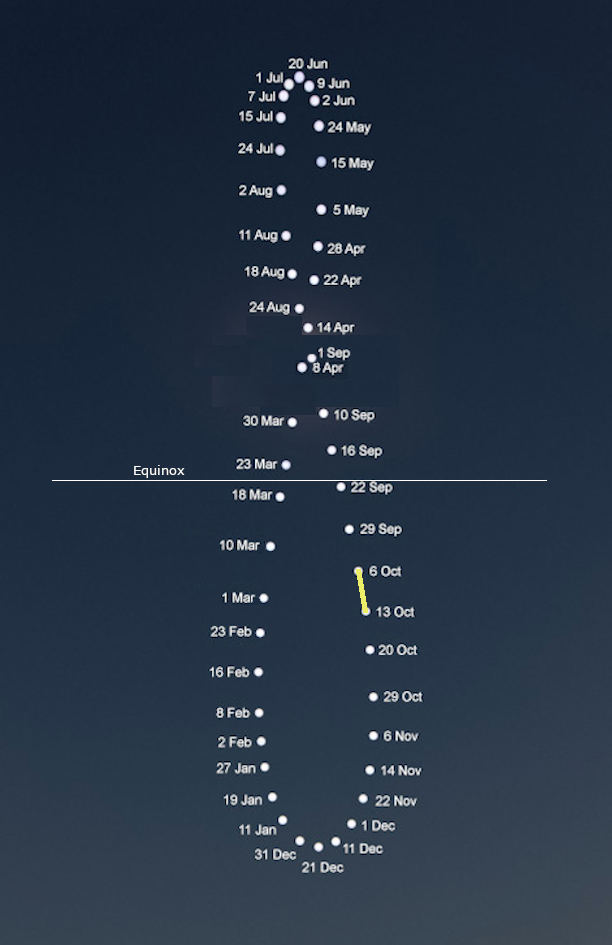 20 Jun
1 Jul
9 Jun
7 Jul
2 Jun
15 Jul
24 May
24 Jul
15 May
2 Aug
5 May
11 Aug
28 Apr
18 Aug
22 Apr
24 Aug
14 Apr
1 Sep
8 Apr
10 Sep
30 Mar
16 Sep
23 Mar
Equinox
22 Sep
18 Mar
29 Sep
10 Mar
6 Oct
1 Mar
13 Oct
23 Feb
20 Oct
16 Feb
29 Oct
8 Feb
6 Nov
2 Feb
27 Jan
14 Nov
19 Jan
22 Nov
11 Jan
1 Dec
31 Dec
11 Dec
21 Dec